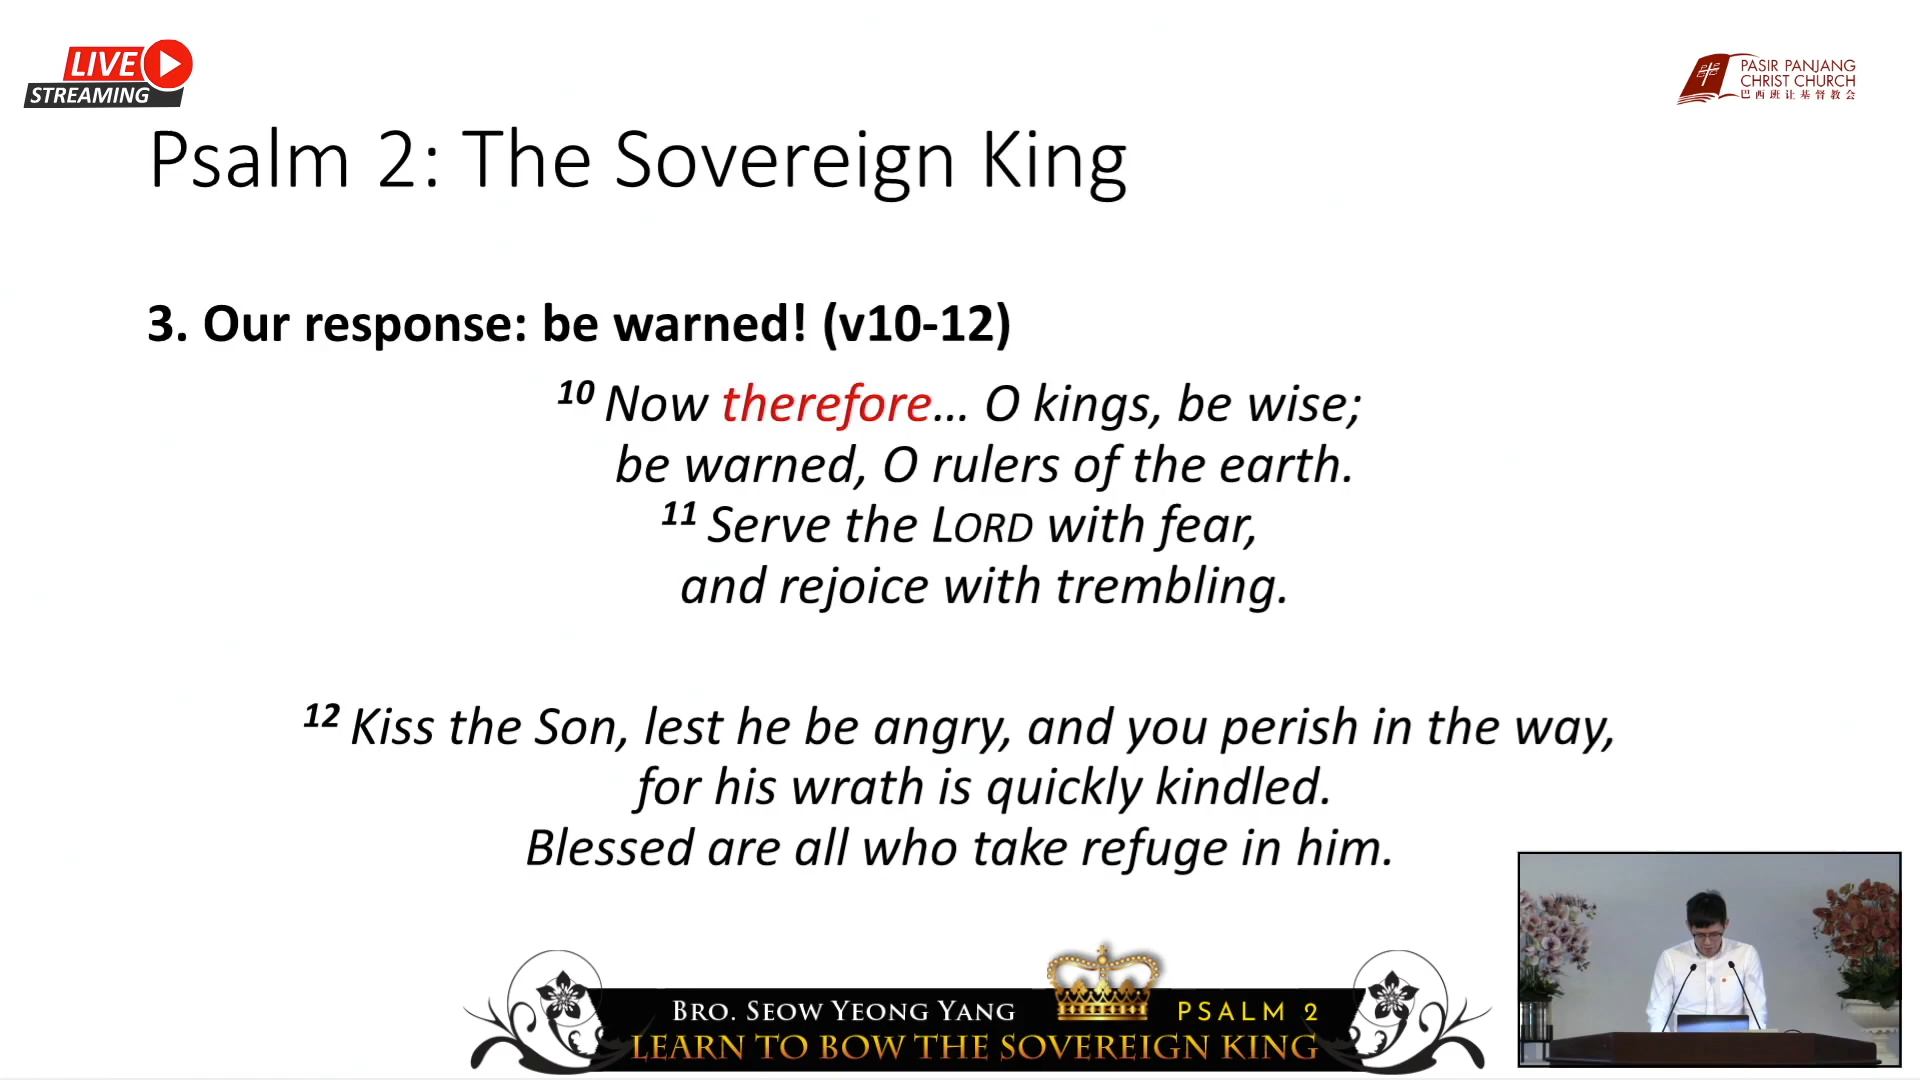 LIVE
STREAMING
PASIR PANJANG
CHRIST CHURCH
巴西班让基督教会
Psalm 2: The Sovereign King
3. Our response: be warned! (v10-12)
10 Now therefore... O kings, be wise;
be warned, O rulers of the earth.
11 Serve the LORD with fear,
and rejoice with trembling.
12 Kiss the Son, lest he be angry, and you perish in the way,
for his wrath is quickly kindled.
Blessed are all who take refuge in him.
BRO. SEOW YEONG YANG PSALM 2
LEARN TO BOW THE SOVEREIGN KING